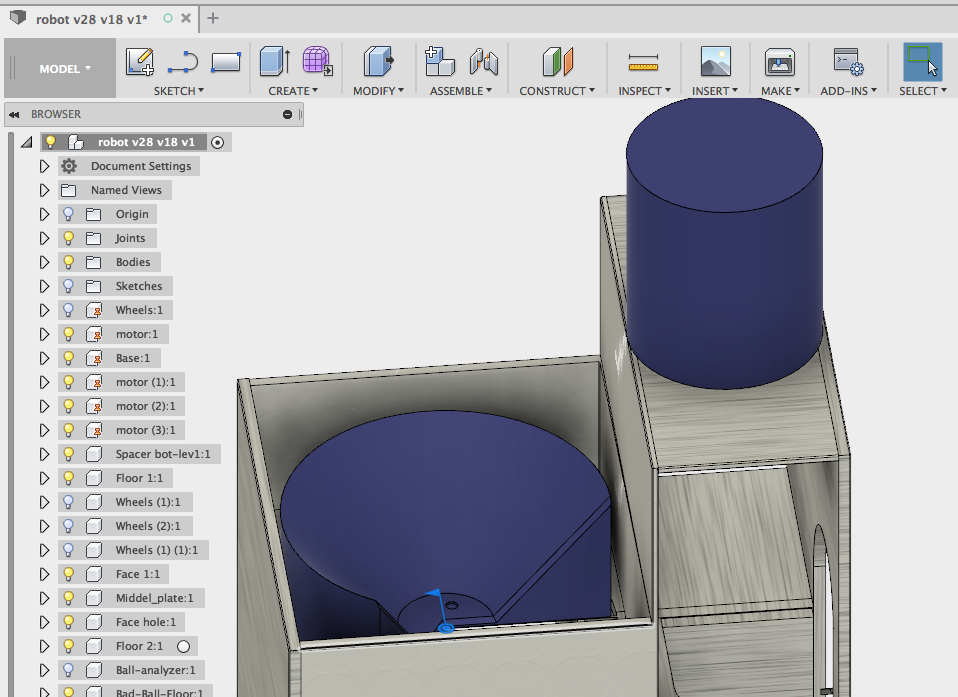 robot v28 v18 v1*
MODEL
SKETCH
CREATE
MODIFY
ASSEMBLE
CONSTRUCT
INSPECT
INSERT
MAKE
ADD-INS
SELECT
BROWSER
robot v28 v18 v1
Document Settings
Named Views
Origin
Joints
Bodies
Sketches
Wheels:1
motor:1
Base:1
motor (1):1
motor (2):1
motor (3):1
Spacer bot-lev1:1
Floor 1:1
Wheels (1):1
Wheels (2):1
Wheels (1) (1):1
Face 1:1
Middel_plate:1
Face hole:1
Floor 2:1
Ball-analyzer:1
Bad-Ball-Floor:1